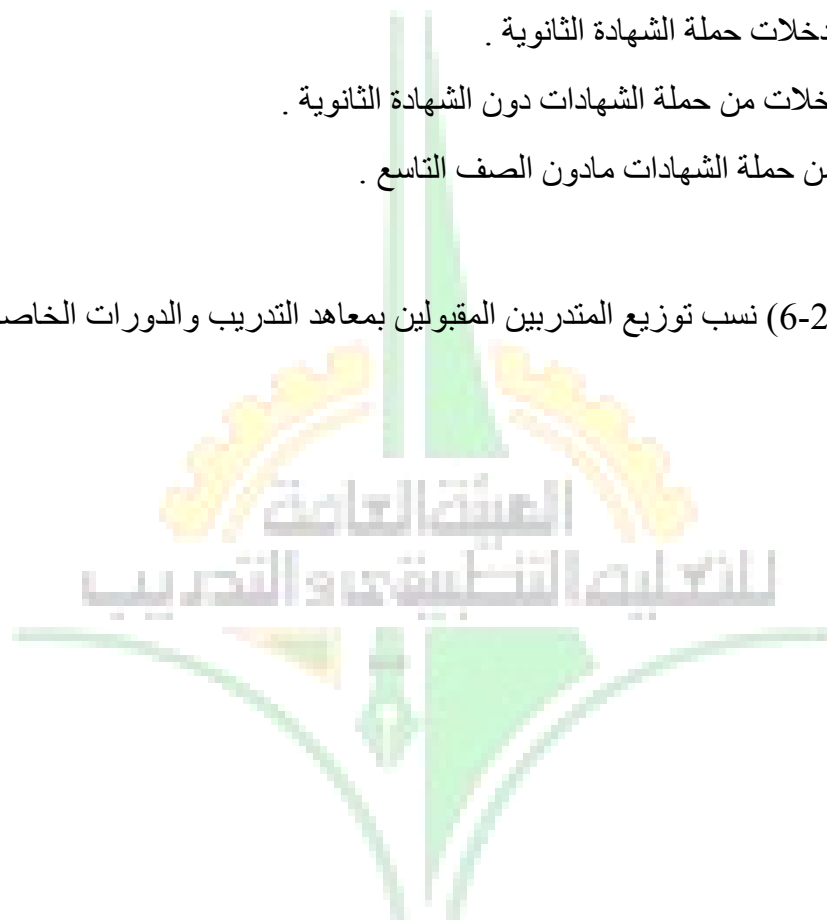 دخلات حملة الشهادة الثانوية .
خلات من حملة الشهادات دون الشهادة الثانوية .
ن حملة الشهادات مادون الصف التاسع .
2-6) نسب توزيع المتدربين المقبولين بمعاهد التدريب والدورات الخاص
الهيئة العامة
للتعليم التطبيقي والتدريب